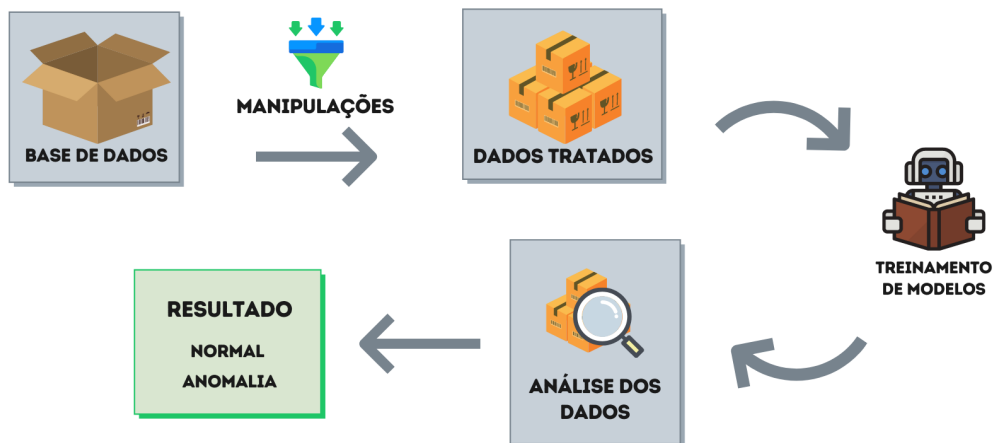 BASE DE DADOS
MANIPULAÇÕES
DADOS TRATADOS
TREINAMENTO
DE MODELOS
ANÁLISE DOS
DADOS
RESULTADO
NORMAL
ANOMALIA